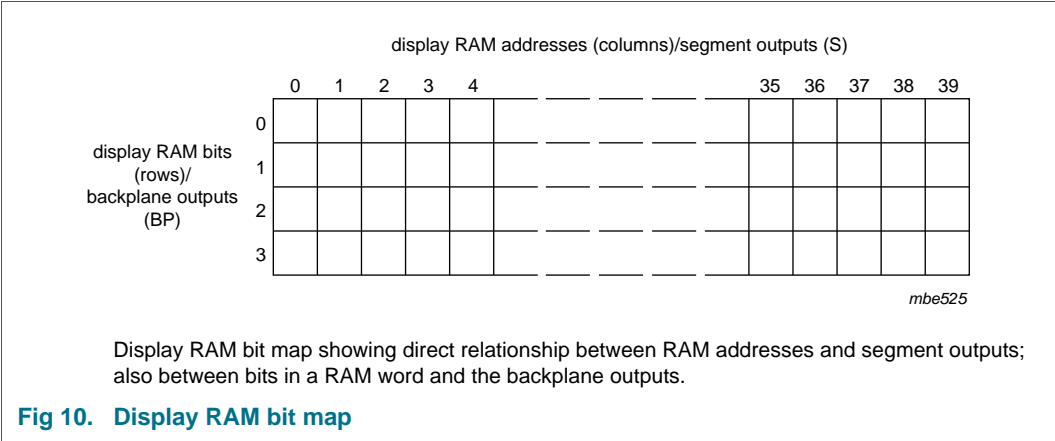 display RAM addresses (columns)/segment outputs (S)
0 1 2 3 4 35 36 37 38 39
0
display RAM bits
(rows)/
backplane outputs
(BP)
1
2
3
mbe525
Display RAM bit map showing direct relationship between RAM addresses and segment outputs;
also between bits in a RAM word and the backplane outputs.
Fig 10. Display RAM bit map